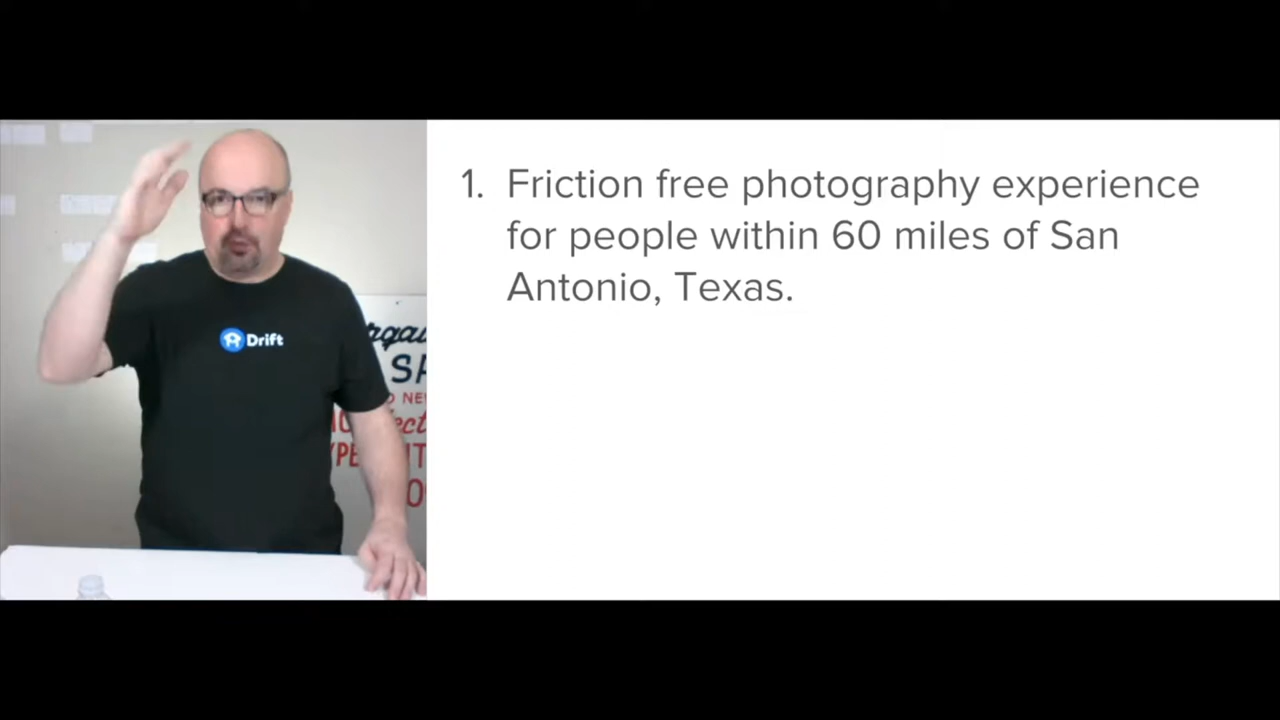 1. Friction free photography experience
for people within 60 miles of San
Antonio, Texas.
Drift